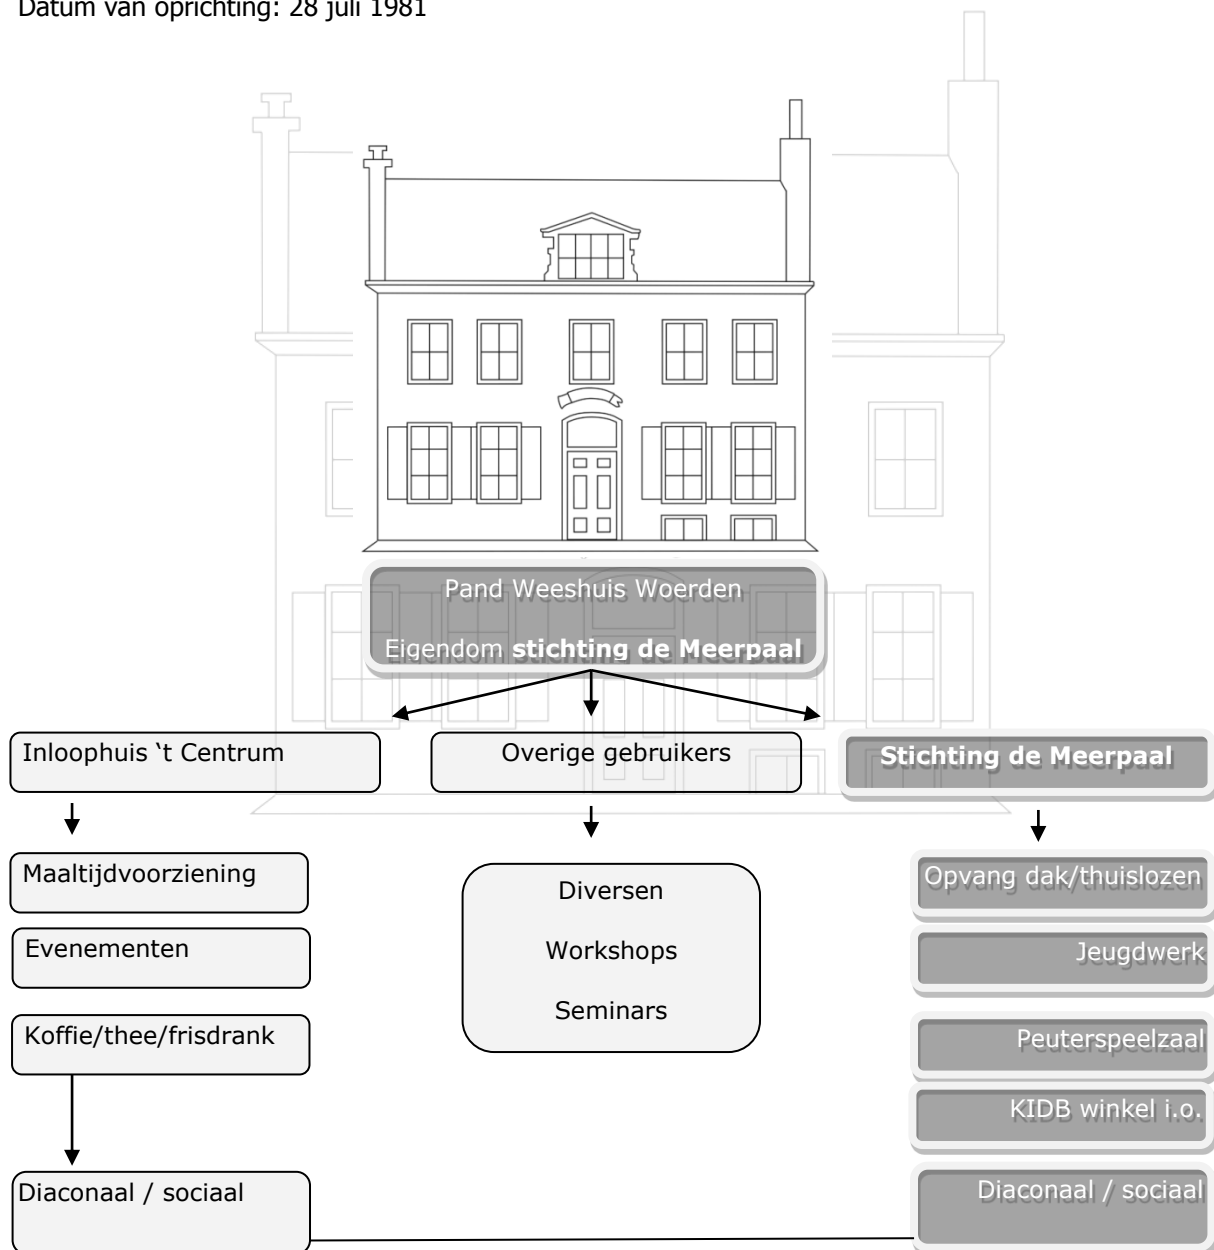 Datum van oprichting: 28 juli 1981
Pand Weeshuis Woerden
Eigendom stichting de Meerpaal
Inloophuis ‘t Centrum
Overige gebruikers
Stichting de Meerpaal
Maaltijdvoorziening
Evenementen
Koffie/thee/frisdrank
Diaconaal / sociaal
Diversen
Workshops
Seminars
Opvang dak/thuislozen
Jeugdwerk
Peuterspeelzaal
KIDB winkel i.o.
Diaconaal / sociaal